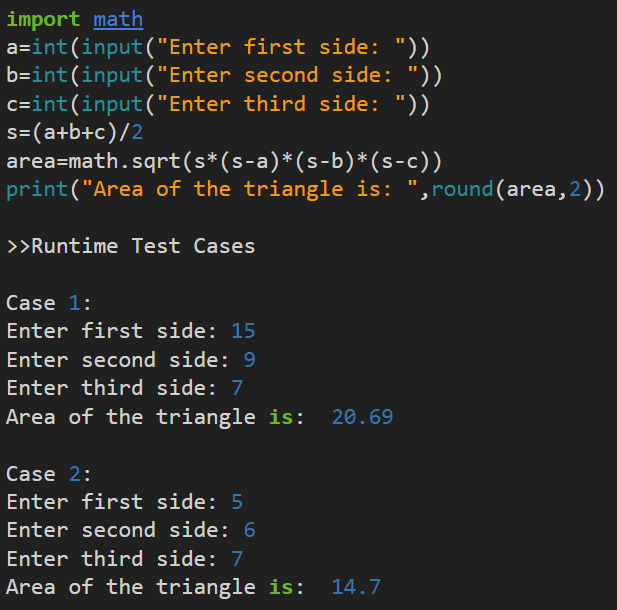 import math
a=int(input("Enter first side: "))
b=int(input("Enter second side: "))
c=int(input("Enter third side: "))
s=(a+b+c)/2
area=math.sqrt(s*(s-a)*(s-b)*(s-c))
print("Area of the triangle is: ",round(area,2))
>>Runtime Test Cases
Case 1:
Enter first side: 15
Enter second side: 9
Enter third side: 7
Area of the triangle is:  20.69
Case 2:
Enter first side: 5
Enter second side: 6
Enter third side: 7
Area of the triangle is:  14.7